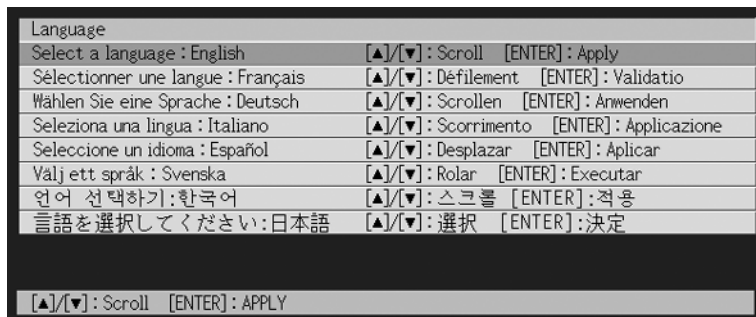 Language
Select a language : English [▲]/[▼] : Scroll [ENTER] : Apply
Sélectionner une langue : Français [▲]/[▼] : Défilement [ENTER] : Validatio
Wählen Sie eine Sprache : Deutsch [▲]/[▼] : Scrollen [ENTER] : Anwenden
Seleziona una lingua : Italiano [▲]/[▼] : Scorrimento [ENTER] : Applicazione
Seleccione un idioma : Español [▲]/[▼] : Desplazar [ENTER] : Aplicar
Välj ett språk : Svenska [▲]/[▼] : Rolar [ENTER] : Executar
언어 선택하기:한국어 [▲]/[▼] : 스크롤 [ENTER] : 적용
言語を選択してください:日本語 [▲]/[▼] : 選択 [ENTER] : 決定
[▲]/[▼] : Scroll [ENTER] : APPLY